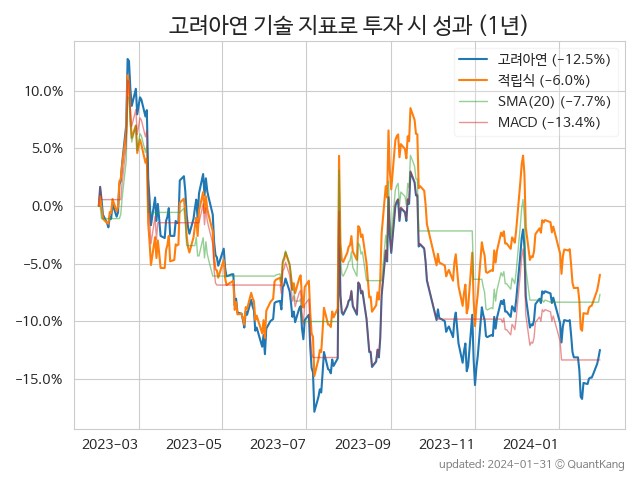 고려아연 기술 지표로 투자 시 성과 (1년)
고려아연 (−12.5%)
적립식 (−6.0%)
SMA(20) (−7.7%)
MACD (−13.4%)
10.0%
5.0%
0.0%
−5.0%
−10.0%
−15.0%
2023-03 2023-05 2023-07 2023-09 2023-11 2024-01
updated: 2024-01-31 © QuantKang